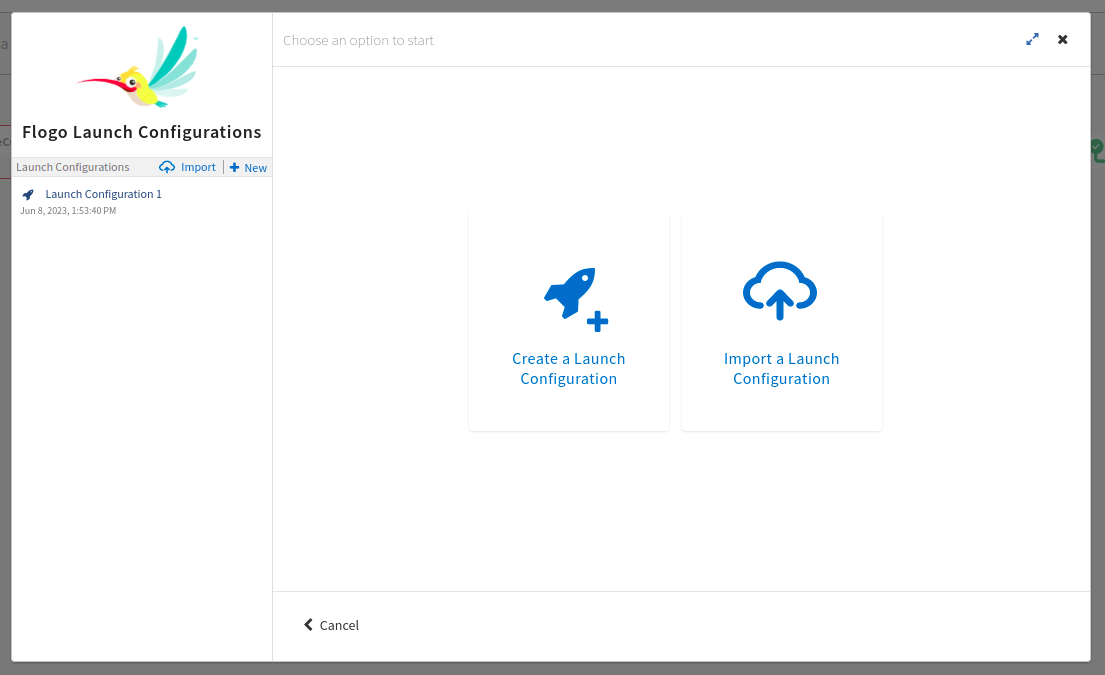 Choose an option to start
Flogo Launch Configurations
Launch Configurations Import New
Launch Configuration 1
Jun 8, 2023, 1:53:40 PM
Create a Launch
Configuration
Import a Launch
Configuration
Cancel